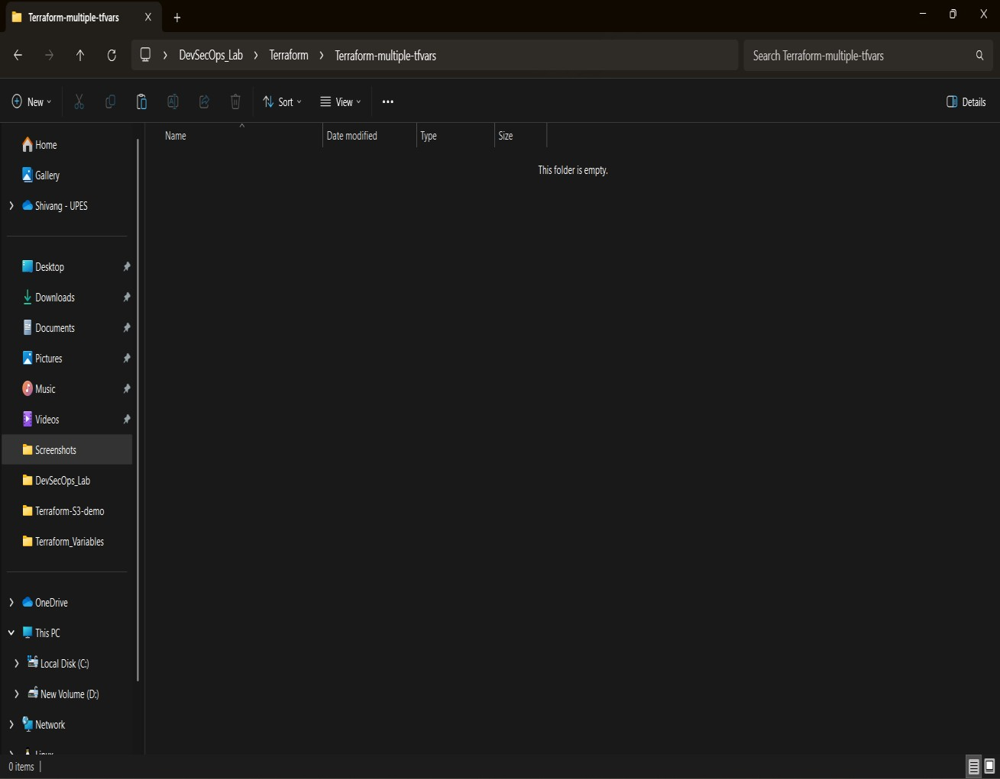 Terraform-multiple-tfvars
DevSecOps_Lab > Terraform > Terraform-multiple-tfvars
Search Terraform-multiple-tfvars
New
Sort
View
Details
Name
Date modified
Type
Size
This folder is empty.
Home
Gallery
Shivang - UPES
Desktop
Downloads
Documents
Pictures
Music
Videos
Screenshots
DevSecOps_Lab
Terraform-S3-demo
Terraform_Variables
OneDrive
This PC
Local Disk (C:)
New Volume (D:)
Network
Linux
0 items